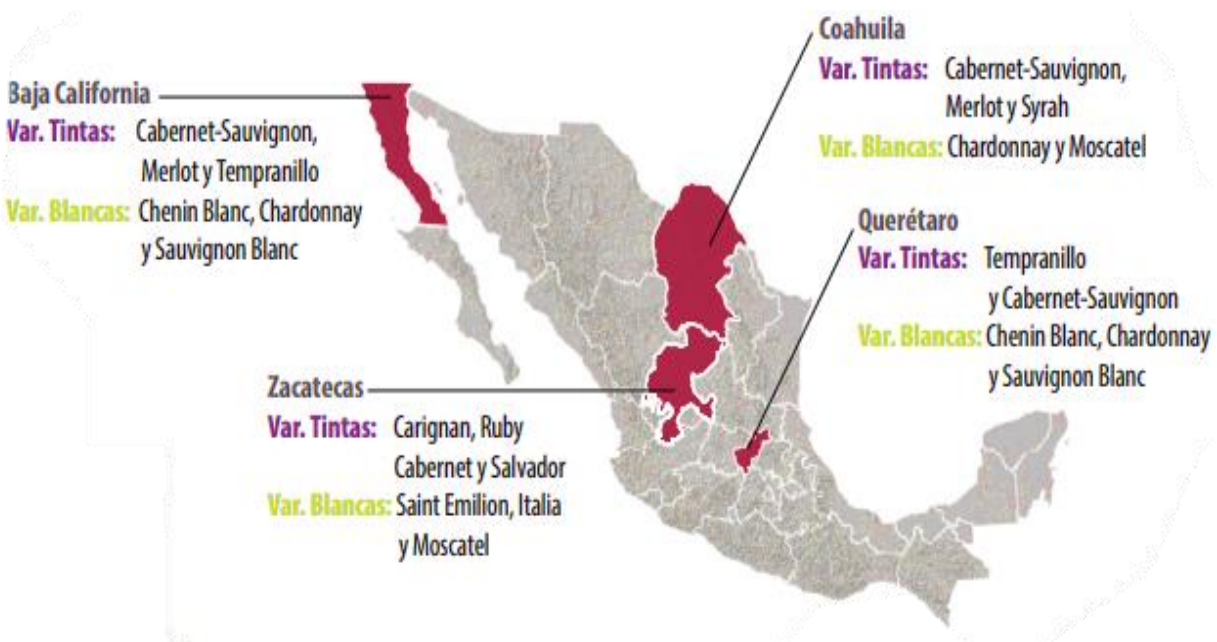 Baja California
Var. Tintas: Cabernet-Sauvignon,
Merlot y Tempranillo
Var. Blancas: Chenin Blanc, Chardonnay
y Sauvignon Blanc
Coahuila
Var. Tintas: Cabernet-Sauvignon,
Merlot y Syrah
Var. Blancas: Chardonnay y Moscatel
Querétaro
Var. Tintas: Tempranillo
y Cabernet-Sauvignon
Var. Blancas: Chenin Blanc, Chardonnay
y Sauvignon Blanc
Zacatecas
Var. Tintas: Carignan, Ruby
Cabernet y Salvador
Var. Blancas: Saint Emilion, Italia
y Moscatel